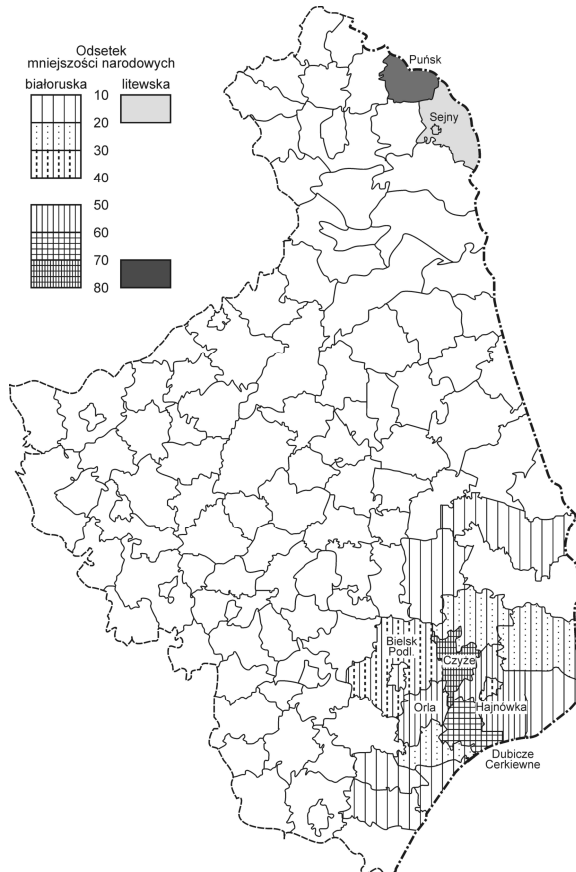 Odsetek
mniejszości narodowych
białoruska litewska
10
20
30
40
50
60
70
80
Puńsk
Sejny
Bielsk
Podl.
Czyże
Orla
Hajnówka
Dubicze
Cerkiewne